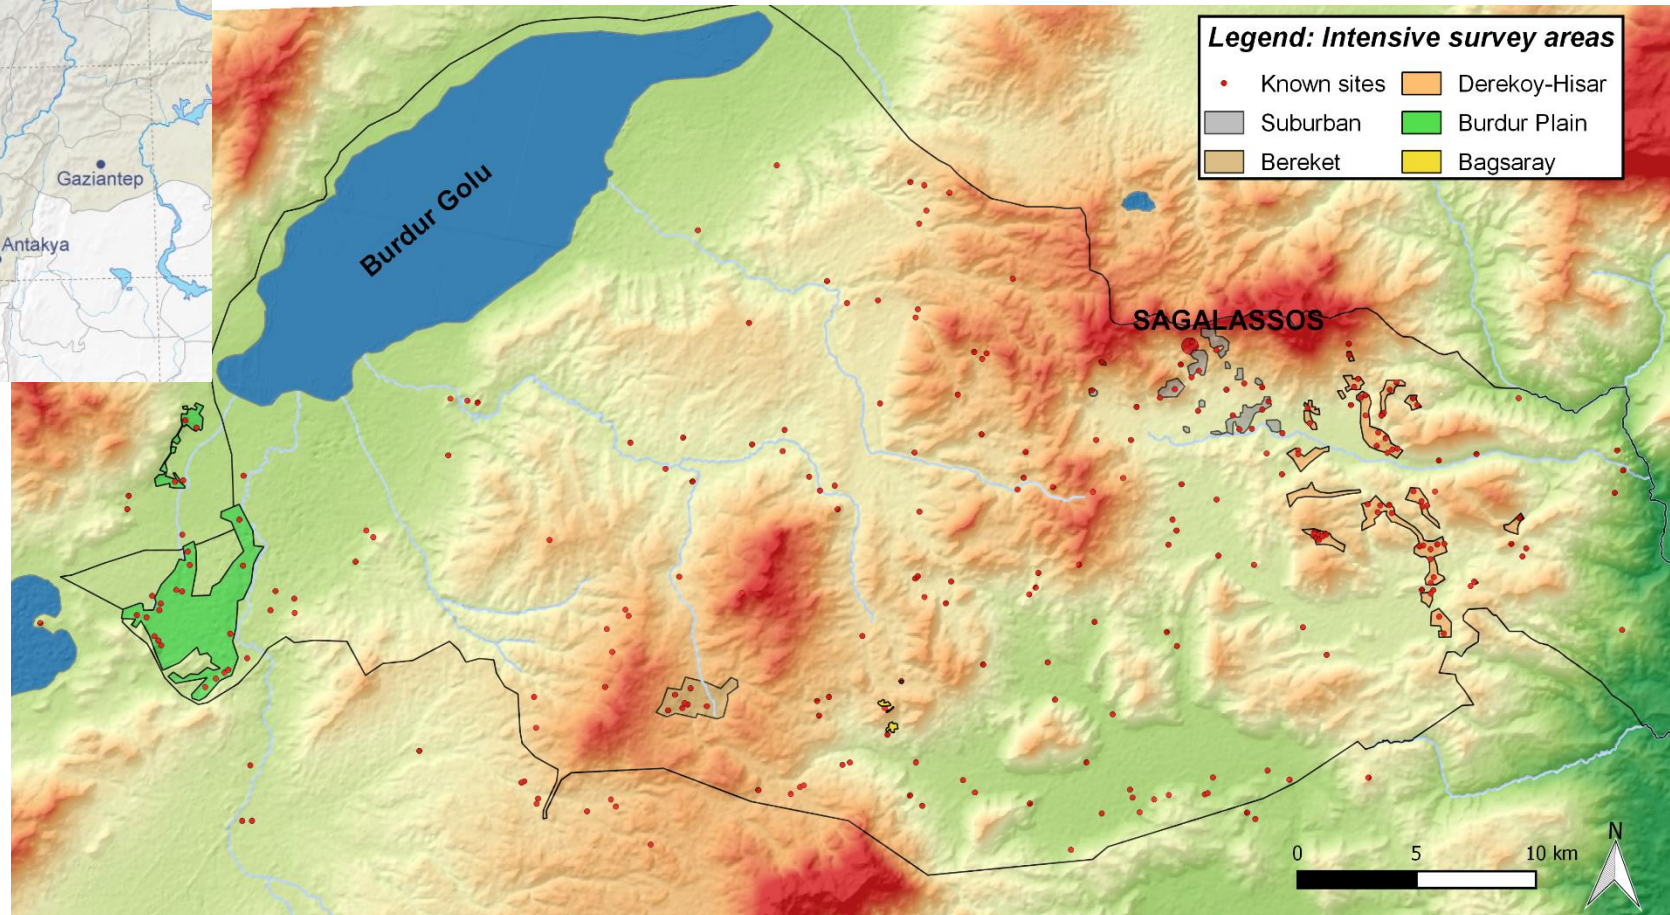 Gaziantep
Antakya
Burdur Golu
SAGALASSOS
Legend: Intensive survey areas
Known sites
Derekoy-Hisar
Suburban
Burdur Plain
Bereket
Bagsaray
N
0 5 10 km